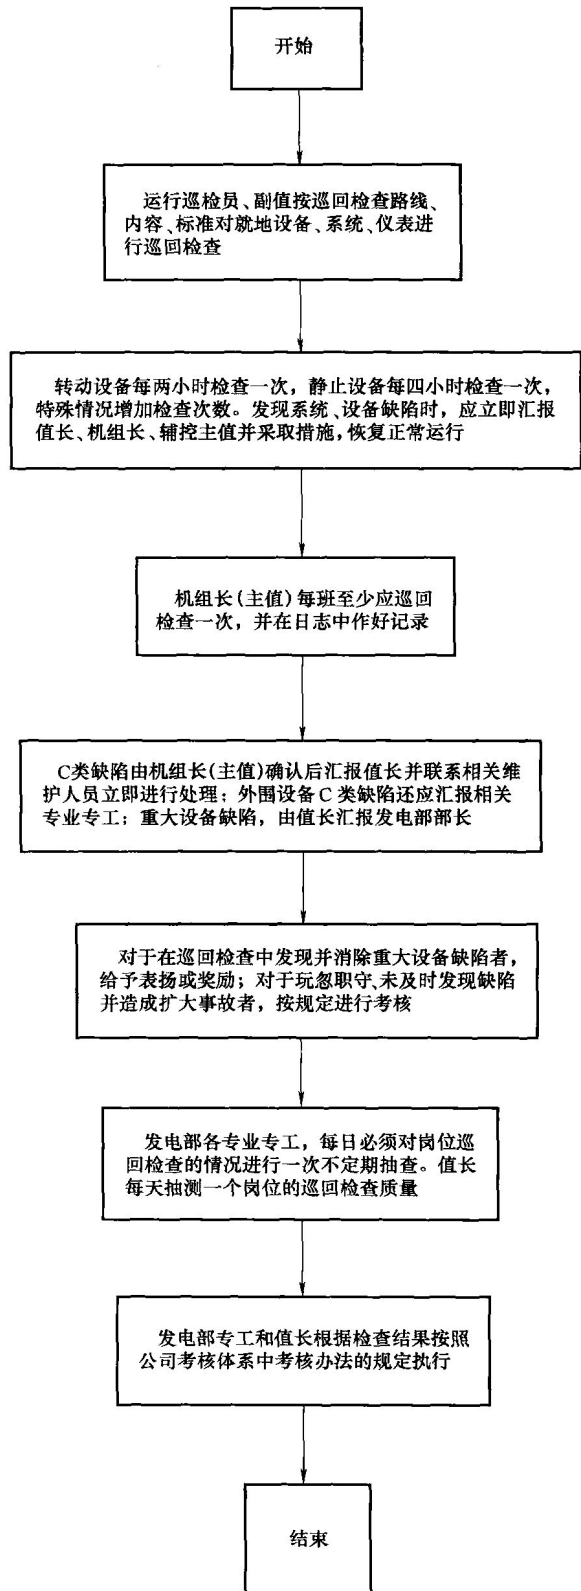 开始
运行巡检员、副值按巡回检查路线、
内容、标准对就地设备、系统、仪表进
行巡回检查
转动设备每两小时检查一次，静止设备每四小时检查一次，
特殊情况增加检查次数。发现系统、设备缺陷时，应立即汇报
值长、机组长、辅控主值并采取措施，恢复正常运行
机组长(主值)每班至少应巡回
检查一次，并在日志中作好记录
C类缺陷由机组长(主值)确认后汇报值长并联系相关维
护人员立即进行处理；外围设备C类缺陷还应汇报相关
专业专工；重大设备缺陷，由值长汇报发电部部长
对于在巡回检查中发现并消除重大设备缺陷者，
给予表扬或奖励；对于玩忽职守、未及时发现缺陷
并造成扩大事故者，按规定进行考核
发电部各专业专工，每日必须对岗位巡
回检查的情况进行一次不定期抽查。值长
每天抽测一个岗位的巡回检查质量
发电部专工和值长根据检查结果按照
公司考核体系中考核办法的规定执行
结束